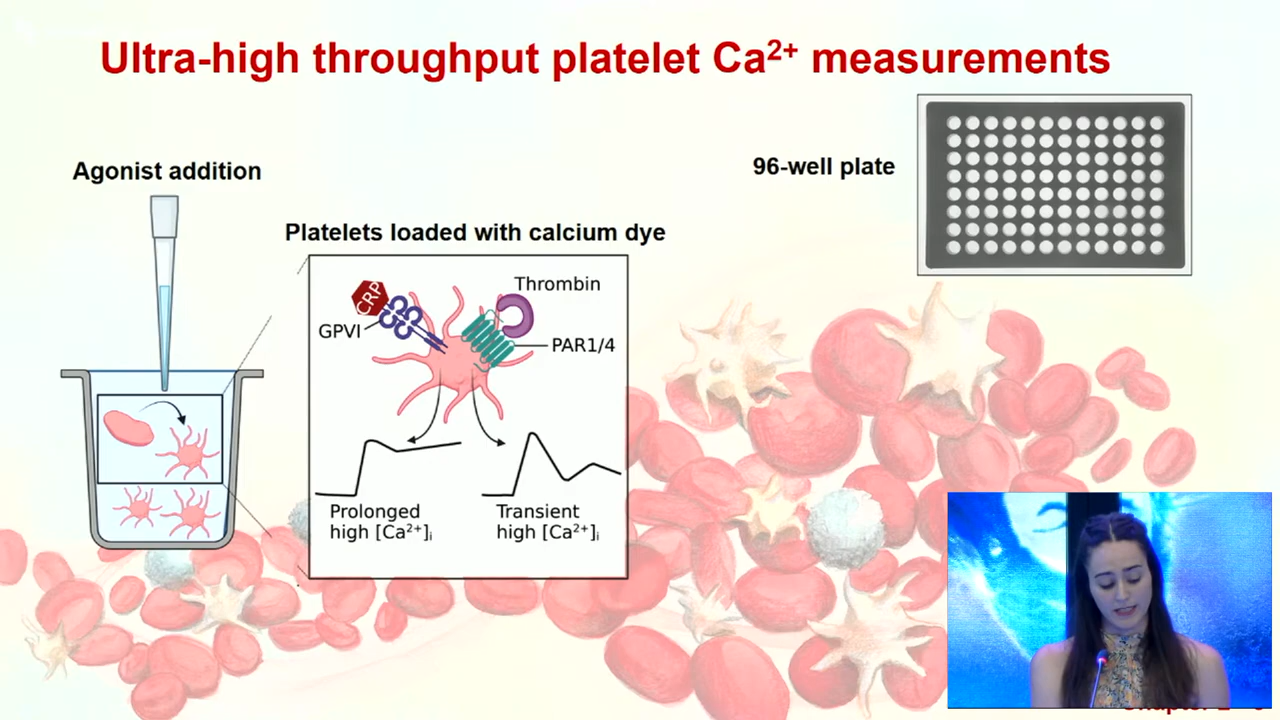 Ultra-high throughput platelet Ca²⁺ measurements
Agonist addition
96-well plate
Platelets loaded with calcium dye
CRP
Thrombin
GPVI
PAR1/4
Prolonged
high [Ca²⁺]ᵢ
Transient
high [Ca²⁺]ᵢ